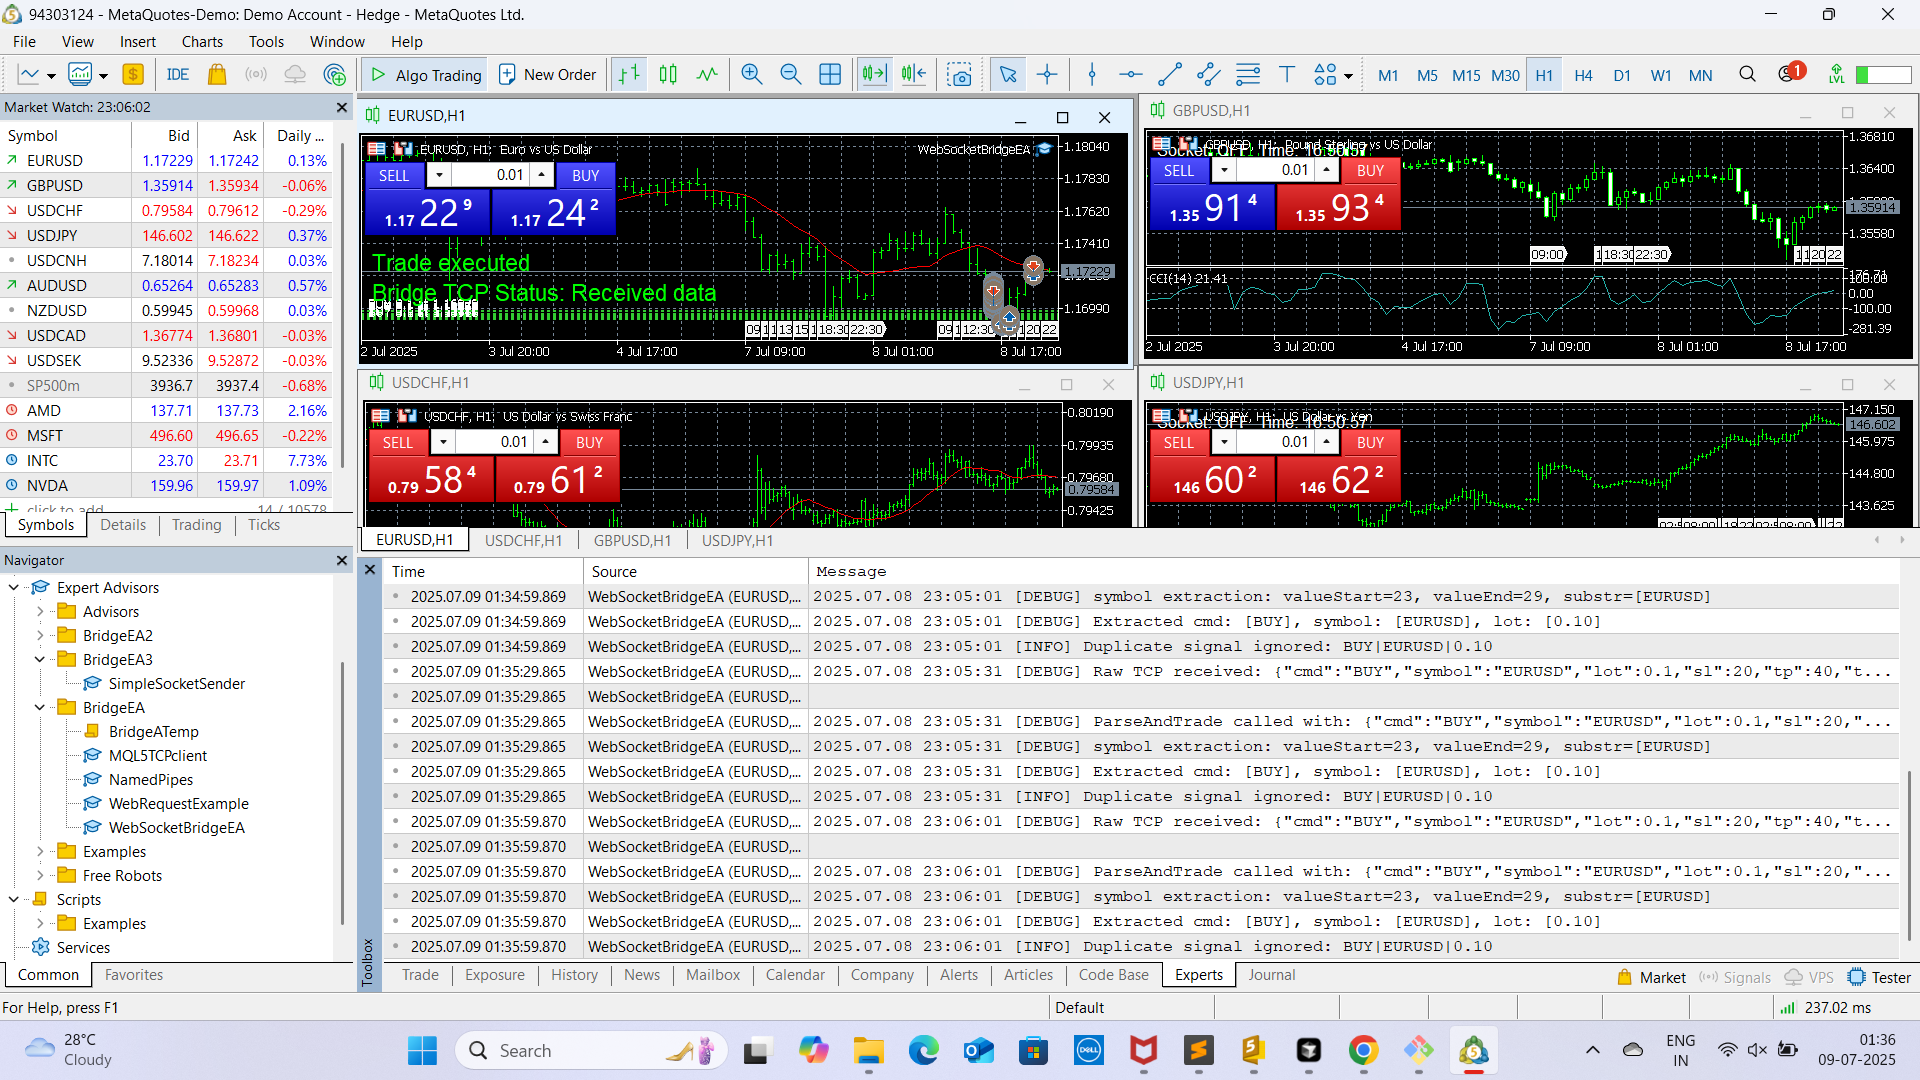 94303124 - MetaQuotes-Demo: Demo Account - Hedge - MetaQuotes Ltd.
File View Insert Charts Tools Window Help
IDE Algo Trading New Order M1 M5 M15 M30 H1 H4 D1 W1 MN 1 LVL
Market Watch: 23:06:02
Symbol Bid Ask Daily ...
EURUSD 1.17229 1.17242 0.13%
GBPUSD 1.35914 1.35934 -0.06%
USDCHF 0.79584 0.79612 -0.29%
USDJPY 146.602 146.622 0.37%
USDCNH 7.18014 7.18234 0.03%
AUDUSD 0.65264 0.65283 0.57%
NZDUSD 0.59945 0.59968 0.03%
USDCAD 1.36774 1.36801 -0.03%
USDSEK 9.52336 9.52872 -0.03%
SP500m 3936.7 3937.4 -0.68%
AMD 137.71 137.73 2.16%
MSFT 496.60 496.65 -0.22%
INTC 23.70 23.71 7.73%
NVDA 159.96 159.97 1.09%
click to add 14 / 10578
Symbols Details Trading Ticks
Navigator
Expert Advisors
Advisors
BridgeEA2
BridgeEA3
SimpleSocketSender
BridgeEA
BridgeATemp
MQL5TCPclient
NamedPipes
WebRequestExample
WebSocketBridgeEA
Examples
Free Robots
Scripts
Examples
Services
Common Favorites
EURUSD,H1
EURUSD, H1: Euro vs US Dollar WebSocketBridgeEA
SELL 0.01 BUY
1.17 22 9 1.17 24 2
Trade executed
Bridge TCP Status: Received data
1.18040
1.17830
1.17620
1.17410
1.17229
1.16990
2 Jul 2025 3 Jul 20:00 4 Jul 17:00 7 Jul 09:00 8 Jul 01:00 8 Jul 17:00
GBPUSD,H1
GBPUSD, H1: Pound Sterling vs US Dollar
Socket: OFF Time: 16:50:57
SELL 0.01 BUY
1.35 91 4 1.35 93 4
1.36810
1.36400
1.35914
1.35580
09:00
CCI(14) 21.41
176.71
0.00
-100.00
-281.39
2 Jul 2025 3 Jul 20:00 4 Jul 17:00 7 Jul 09:00 8 Jul 01:00 8 Jul 17:00
USDCHF,H1
USDCHF, H1: US Dollar vs Swiss Franc
SELL 0.01 BUY
0.79 58 4 0.79 61 2
0.80190
0.79935
0.79680
0.79584
0.79425
USDJPY,H1
USDJPY, H1: US Dollar vs Yen
Socket: OFF Time: 16:50:57
SELL 0.01 BUY
146 60 2 146 62 2
147.150
146.602
145.975
144.800
143.625
EURUSD,H1 USDCHF,H1 GBPUSD,H1 USDJPY,H1
Time Source Message
2025.07.09 01:34:59.869 WebSocketBridgeEA (EURUSD,... 2025.07.08 23:05:01 [DEBUG] symbol extraction: valueStart=23, valueEnd=29, substr=[EURUSD]
2025.07.09 01:34:59.869 WebSocketBridgeEA (EURUSD,... 2025.07.08 23:05:01 [DEBUG] Extracted cmd: [BUY], symbol: [EURUSD], lot: [0.10]
2025.07.09 01:34:59.869 WebSocketBridgeEA (EURUSD,... 2025.07.08 23:05:01 [INFO] Duplicate signal ignored: BUY|EURUSD|0.10
2025.07.09 01:35:29.865 WebSocketBridgeEA (EURUSD,... 2025.07.08 23:05:31 [DEBUG] Raw TCP received: {"cmd":"BUY","symbol":"EURUSD","lot":0.1,"sl":20,"tp":40,"t...
2025.07.09 01:35:29.865 WebSocketBridgeEA (EURUSD,...
2025.07.09 01:35:29.865 WebSocketBridgeEA (EURUSD,... 2025.07.08 23:05:31 [DEBUG] ParseAndTrade called with: {"cmd":"BUY","symbol":"EURUSD","lot":0.1,"sl":20,"...
2025.07.09 01:35:29.865 WebSocketBridgeEA (EURUSD,... 2025.07.08 23:05:31 [DEBUG] symbol extraction: valueStart=23, valueEnd=29, substr=[EURUSD]
2025.07.09 01:35:29.865 WebSocketBridgeEA (EURUSD,... 2025.07.08 23:05:31 [DEBUG] Extracted cmd: [BUY], symbol: [EURUSD], lot: [0.10]
2025.07.09 01:35:29.865 WebSocketBridgeEA (EURUSD,... 2025.07.08 23:05:31 [INFO] Duplicate signal ignored: BUY|EURUSD|0.10
2025.07.09 01:35:59.870 WebSocketBridgeEA (EURUSD,... 2025.07.08 23:06:01 [DEBUG] Raw TCP received: {"cmd":"BUY","symbol":"EURUSD","lot":0.1,"sl":20,"tp":40,"t...
2025.07.09 01:35:59.870 WebSocketBridgeEA (EURUSD,...
2025.07.09 01:35:59.870 WebSocketBridgeEA (EURUSD,... 2025.07.08 23:06:01 [DEBUG] ParseAndTrade called with: {"cmd":"BUY","symbol":"EURUSD","lot":0.1,"sl":20,"...
2025.07.09 01:35:59.870 WebSocketBridgeEA (EURUSD,... 2025.07.08 23:06:01 [DEBUG] symbol extraction: valueStart=23, valueEnd=29, substr=[EURUSD]
2025.07.09 01:35:59.870 WebSocketBridgeEA (EURUSD,... 2025.07.08 23:06:01 [DEBUG] Extracted cmd: [BUY], symbol: [EURUSD], lot: [0.10]
2025.07.09 01:35:59.870 WebSocketBridgeEA (EURUSD,... 2025.07.08 23:06:01 [INFO] Duplicate signal ignored: BUY|EURUSD|0.10
Toolbox
Trade Exposure History News Mailbox Calendar Company Alerts Articles Code Base Experts Journal
Market Signals VPS Tester
For Help, press F1 Default 237.02 ms
28°C
Cloudy
Search
DELL
ENG
IN
01:36
09-07-2025